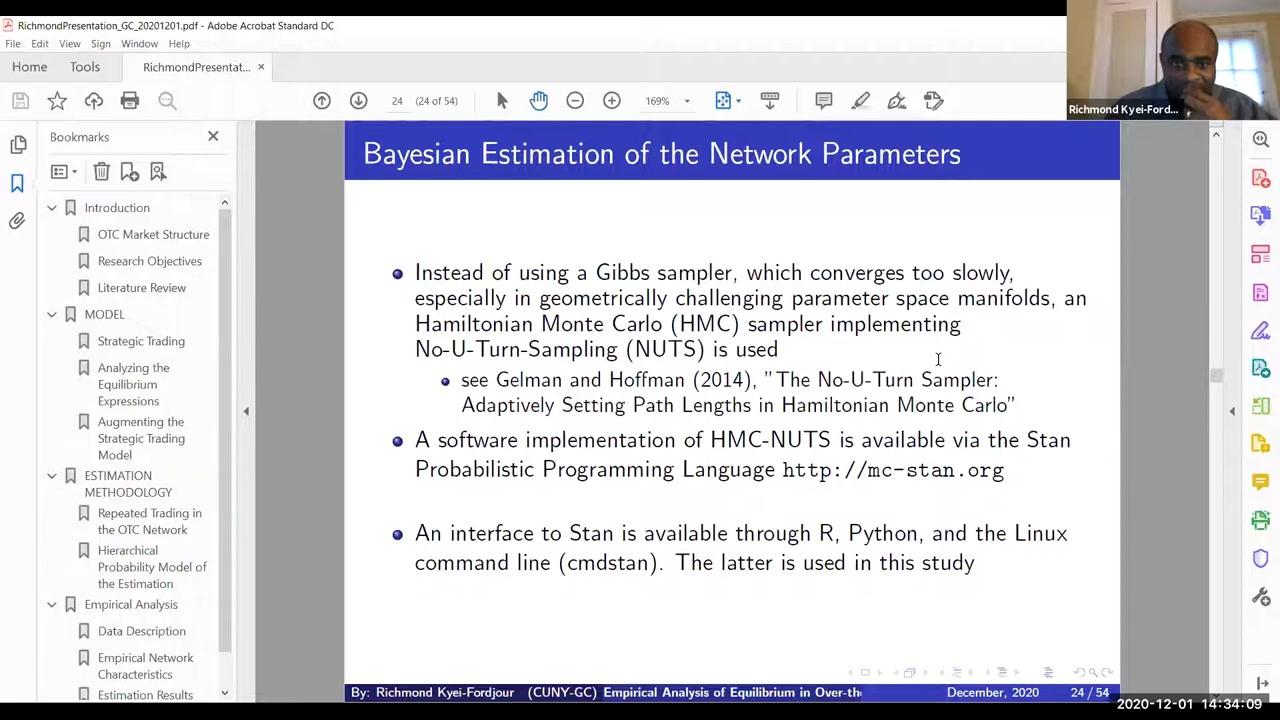 RichmondPresentation_GC_20201201.pdf - Adobe Acrobat Standard DC
File Edit View Sign Window Help
Home Tools RichmondPresentat... ×
24 (24 of 54) 169%
Richmond Kyei-Ford...
Bookmarks
Introduction
OTC Market Structure
Research Objectives
Literature Review
MODEL
Strategic Trading
Analyzing the
Equilibrium
Expressions
Augmenting the
Strategic Trading
Model
ESTIMATION
METHODOLOGY
Repeated Trading in
the OTC Network
Hierarchical
Probability Model of
the Estimation
Empirical Analysis
Data Description
Empirical Network
Characteristics
Estimation Results
Bayesian Estimation of the Network Parameters
Instead of using a Gibbs sampler, which converges too slowly,
especially in geometrically challenging parameter space manifolds, an
Hamiltonian Monte Carlo (HMC) sampler implementing
No-U-Turn-Sampling (NUTS) is used
see Gelman and Hoffman (2014), "The No-U-Turn Sampler:
Adaptively Setting Path Lengths in Hamiltonian Monte Carlo"
A software implementation of HMC-NUTS is available via the Stan
Probabilistic Programming Language http://mc-stan.org
An interface to Stan is available through R, Python, and the Linux
command line (cmdstan). The latter is used in this study
By: Richmond Kyei-Fordjour (CUNY-GC) Empirical Analysis of Equilibrium in Over-the December, 2020 24 / 54
2020-12-01 14:34:09